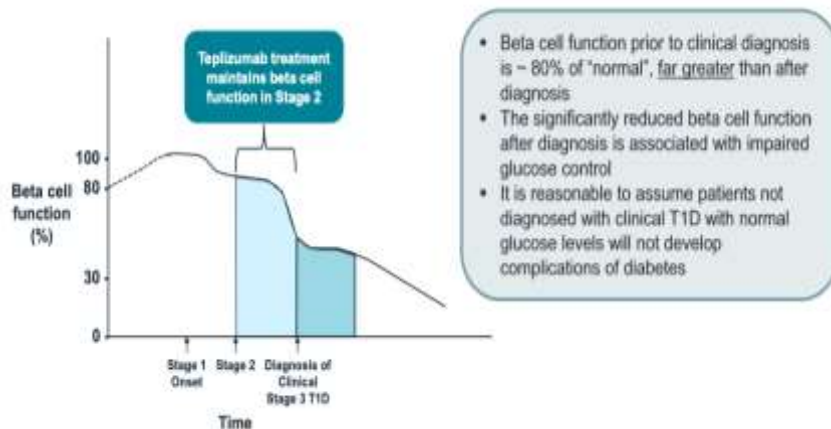 Teplizumab treatment
maintains beta cell
function in Stage 2
100
80
30
0
Beta cell
function
(%)
Stage 1
Onset
Stage 2
Diagnosis of
Clinical
Stage 3 T1D
Time
• Beta cell function prior to clinical diagnosis
is ~ 80% of "normal", far greater than after
diagnosis
• The significantly reduced beta cell function
after diagnosis is associated with impaired
glucose control
• It is reasonable to assume patients not
diagnosed with clinical T1D with normal
glucose levels will not develop
complications of diabetes